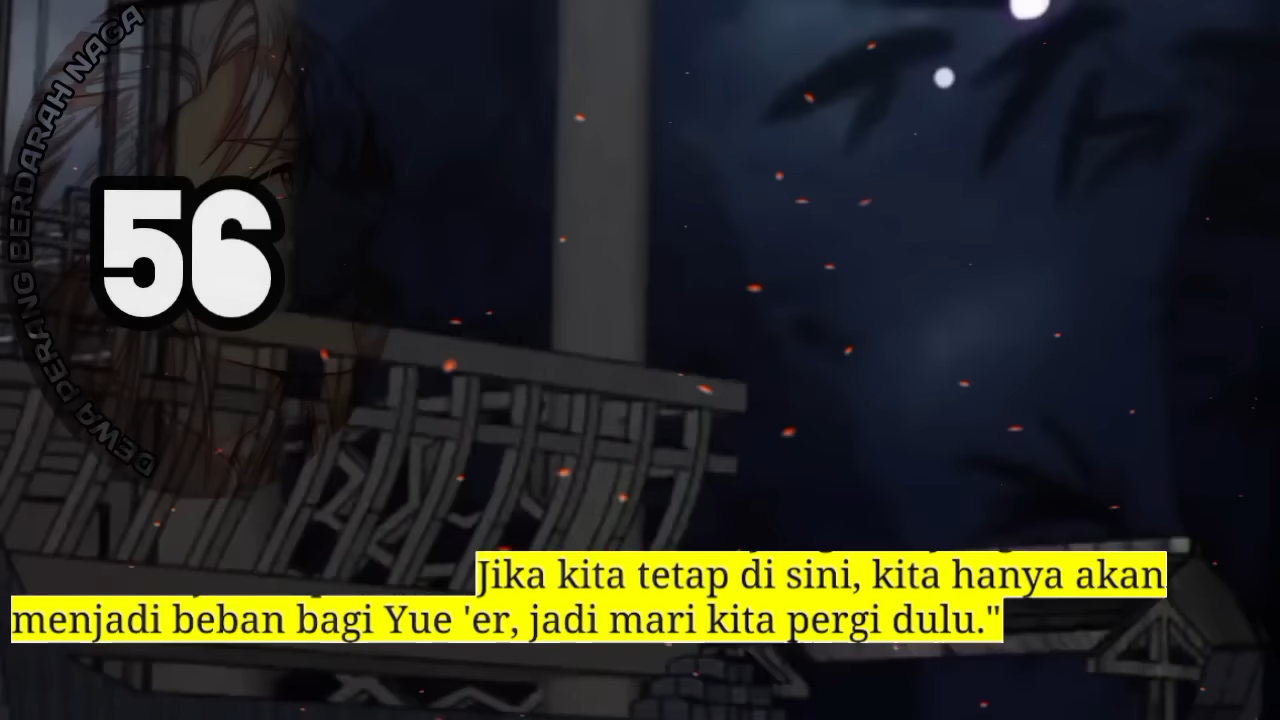 DEWA PERANG BERDARAH NAGA
56
Jika kita tetap di sini, kita hanya akan
menjadi beban bagi Yue 'er, jadi mari kita pergi dulu."